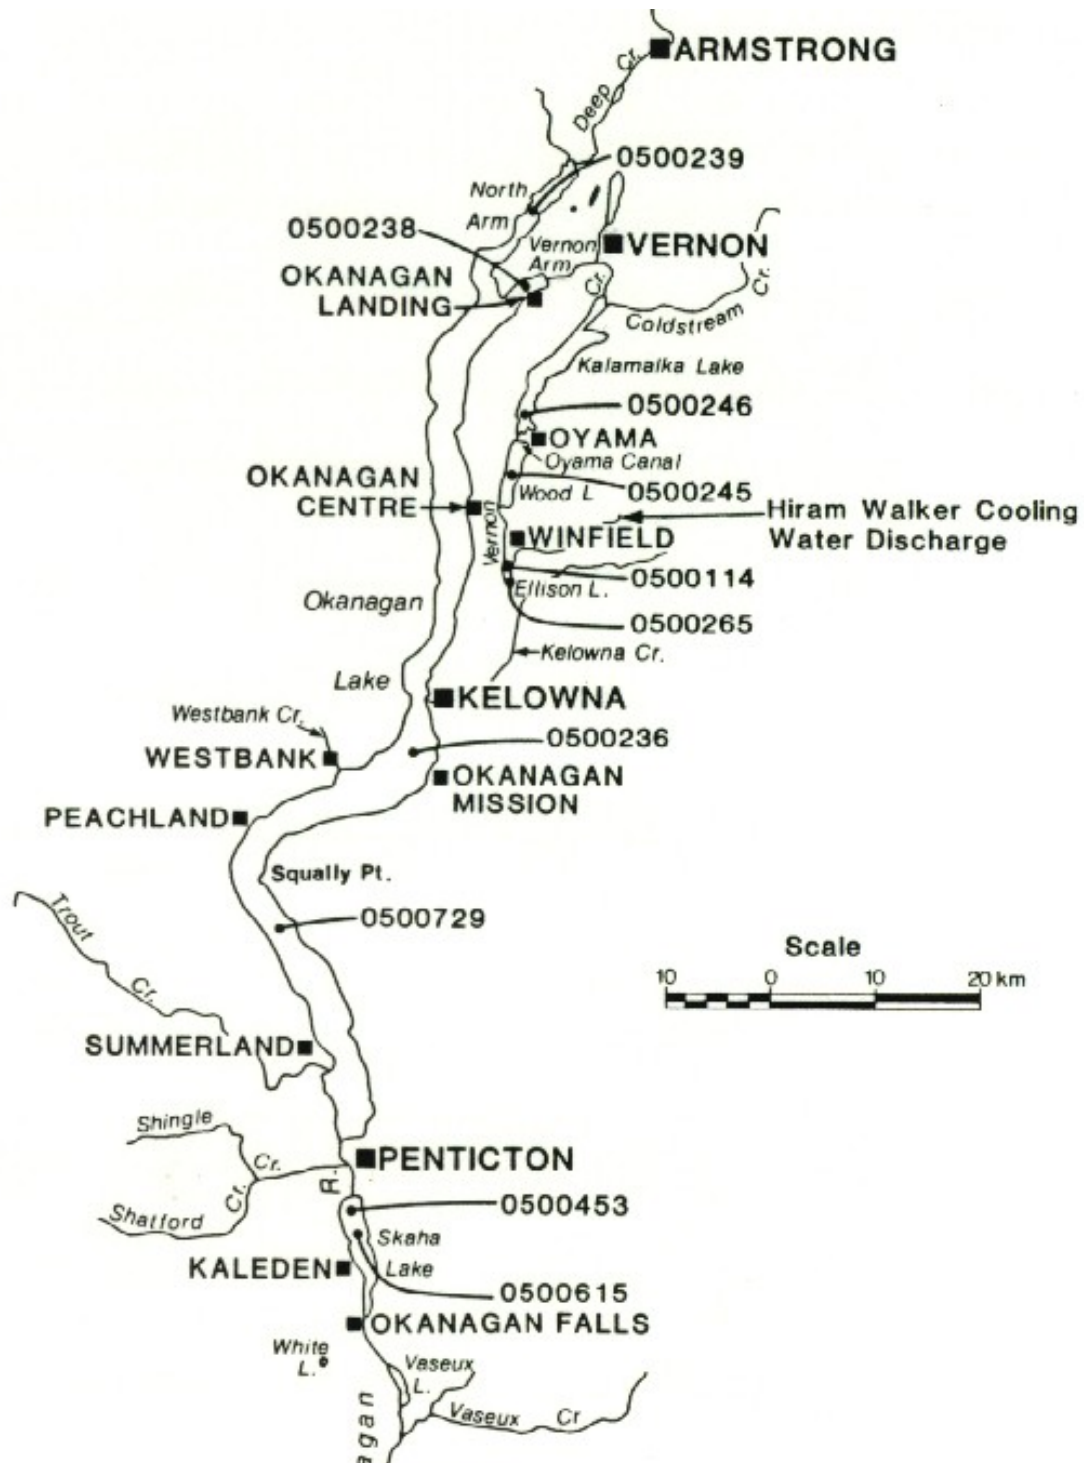 ARMSTRONG
Deep Cr.
0500239
North
Arm
0500238
Vernon
Arm
VERNON
OKANAGAN
LANDING
Cr.
Coldstream Cr.
Kalamalka Lake
0500246
OYAMA
Oyama Canal
OKANAGAN
CENTRE
Wood L
0500245
Vernon
Hiram Walker Cooling
Water Discharge
WINFIELD
0500114
Ellison L.
Okanagan
0500265
Kelowna Cr.
Lake
KELOWNA
Westbank Cr.
0500236
WESTBANK
OKANAGAN
MISSION
PEACHLAND
Squally Pt.
Trout Cr.
0500729
Scale
10 0 10 20 km
SUMMERLAND
Shingle Cr.
PENTICTON
R.
Shatford Cr.
0500453
Skaha
Lake
KALEDEN
0500615
OKANAGAN FALLS
White
L.
Vaseux
L.
Vaseux Cr
agan